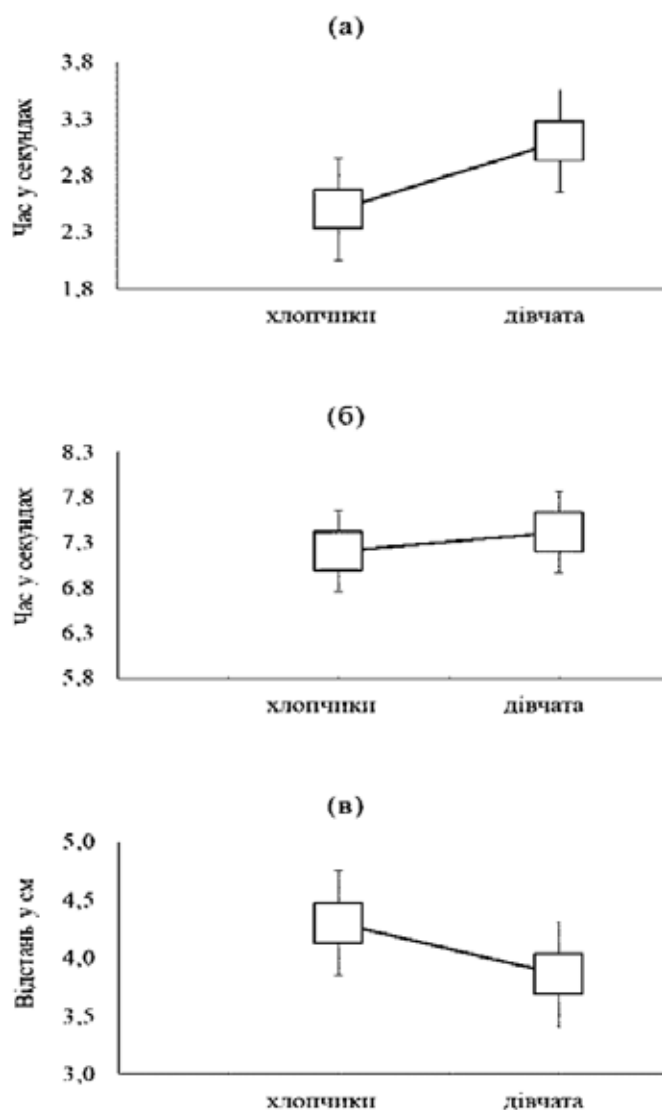 (а)
Час у секундах
3,8
3.3
2.8
2.3
1,8
хлопчики дівчата
(б)
Час у секундах
8,3
7.8
7.3
6.8
6.3
5.8
хлопчики дівчата
(в)
Відстань у см
5,0
4,5
4,0
3,5
3,0
хлопчики дівчата